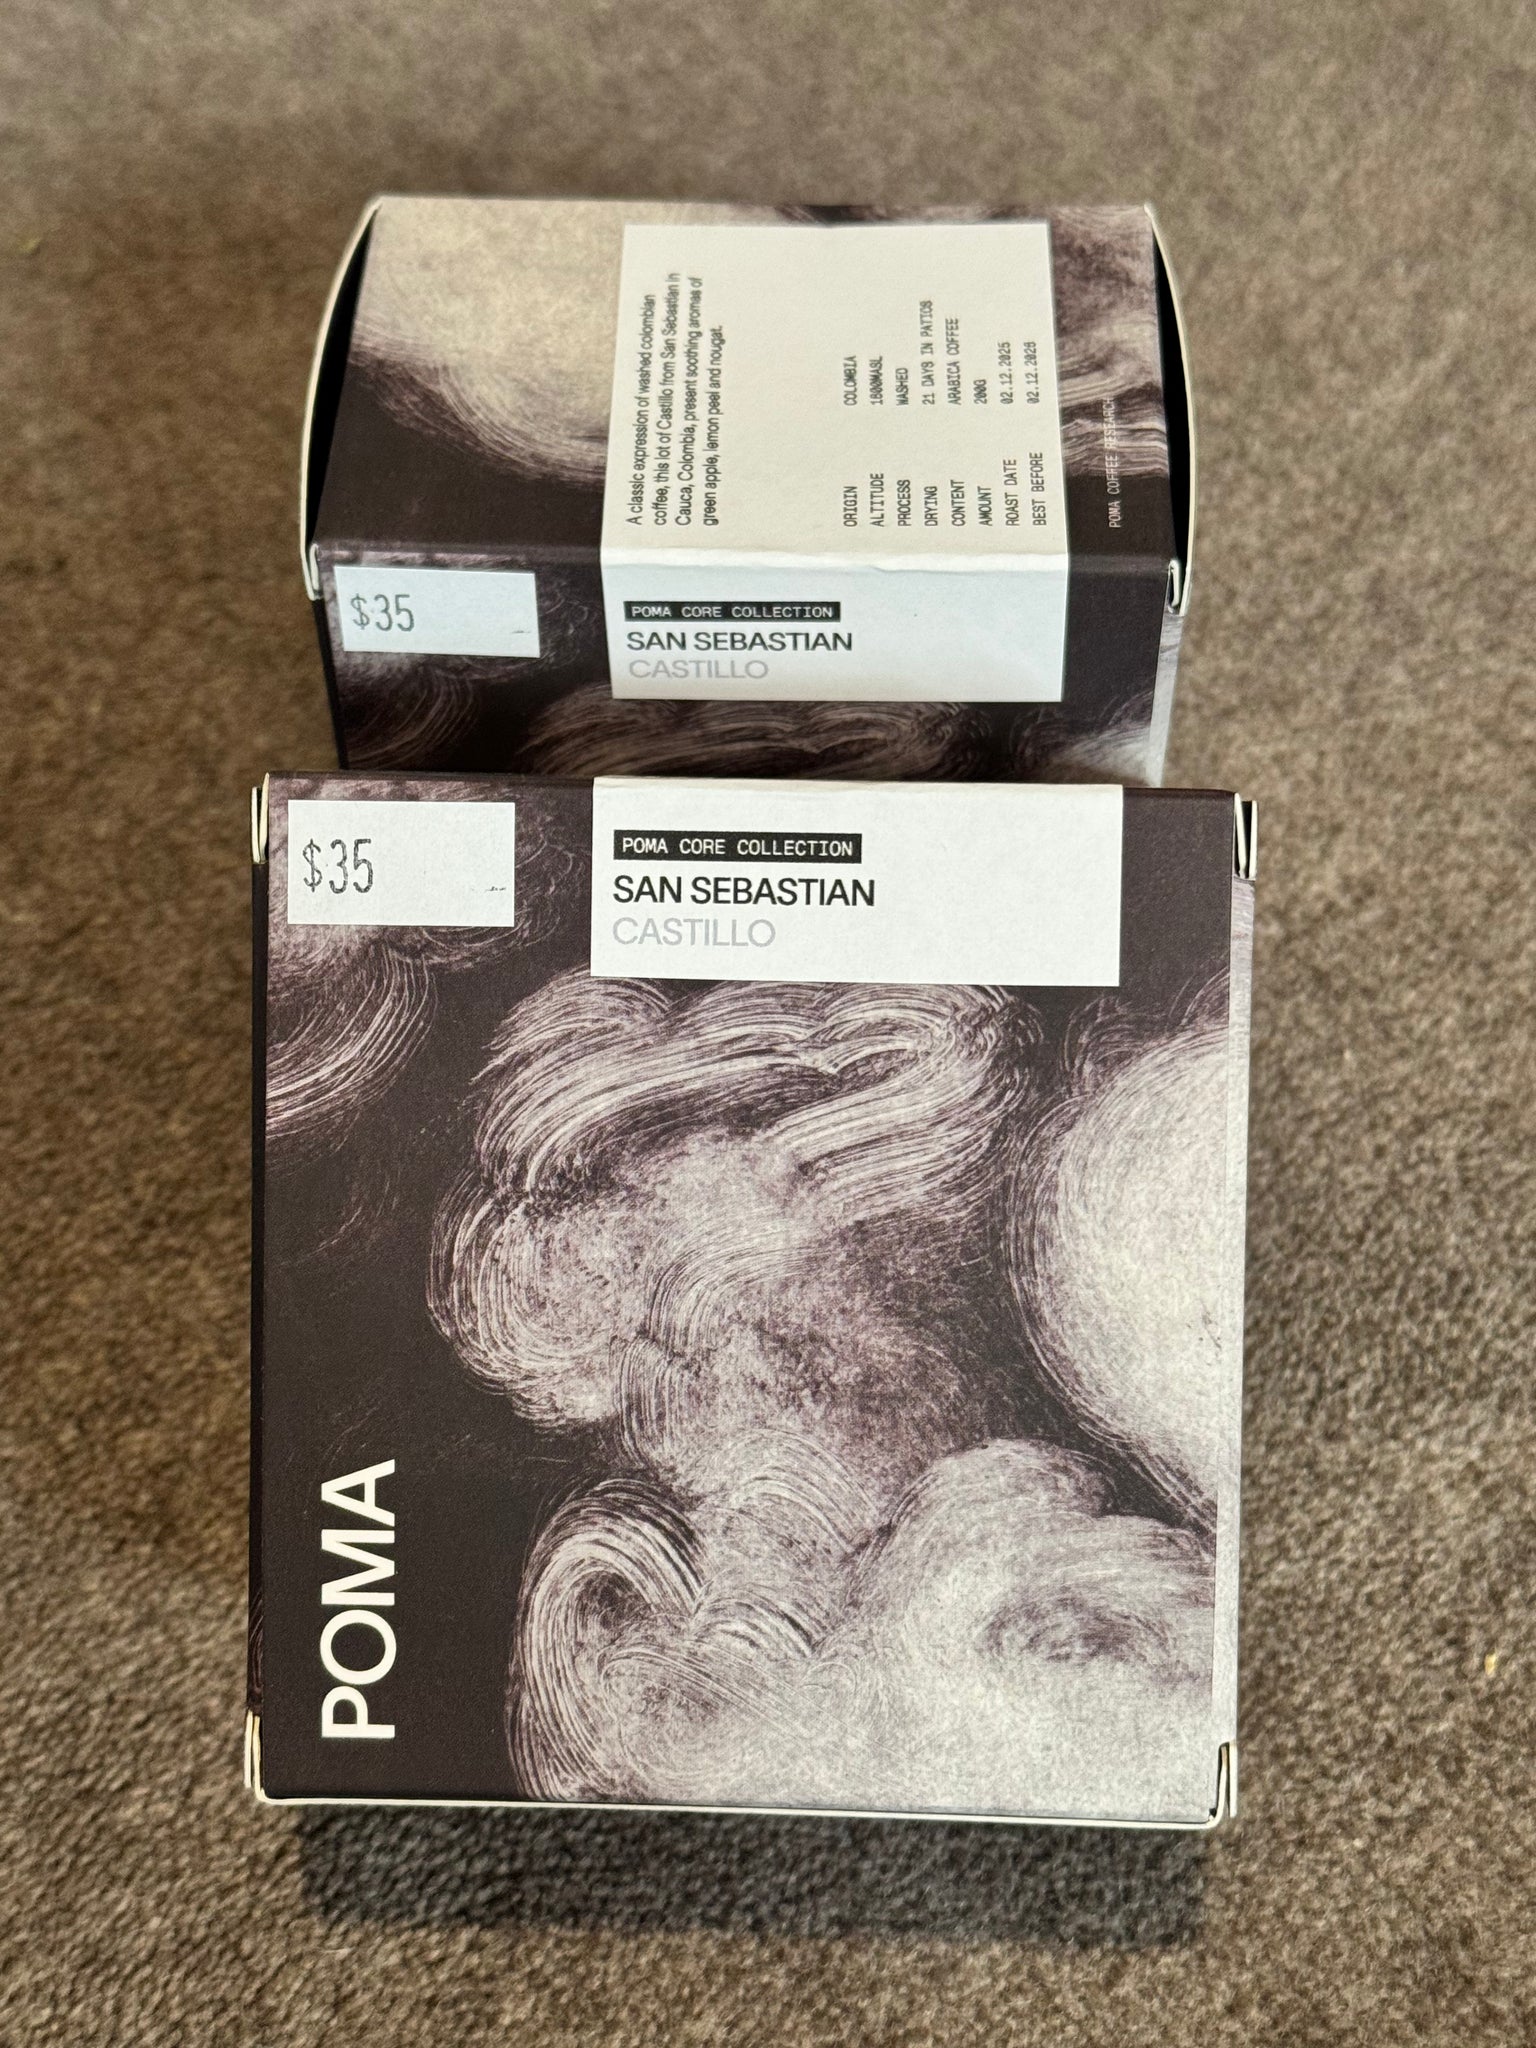 A classic expression of washed colombian
coffee, this lot of Castillo from San Sebastian in
Cauca, Colombia, present soothing aromas of
green apple, lemon peel and nougat.
ORIGIN COLOMBIA
ALTITUDE 1800MASL
PROCESS WASHED
DRYING 21 DAYS IN PATIOS
CONTENT ARABICA COFFEE
AMOUNT 200G
ROAST DATE 02.12.2025
BEST BEFORE 02.12.2026
POMA COFFEE RESEARCH
$35
POMA CORE COLLECTION
SAN SEBASTIAN
CASTILLO
$35
POMA CORE COLLECTION
SAN SEBASTIAN
CASTILLO
POMA